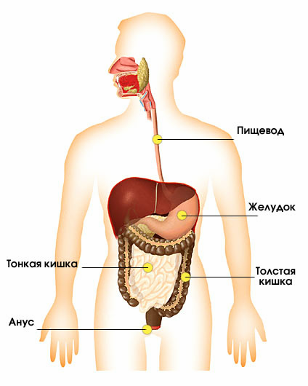 Пищевод
Желудок
Тонкая кишка
Толстая
кишка
Анус